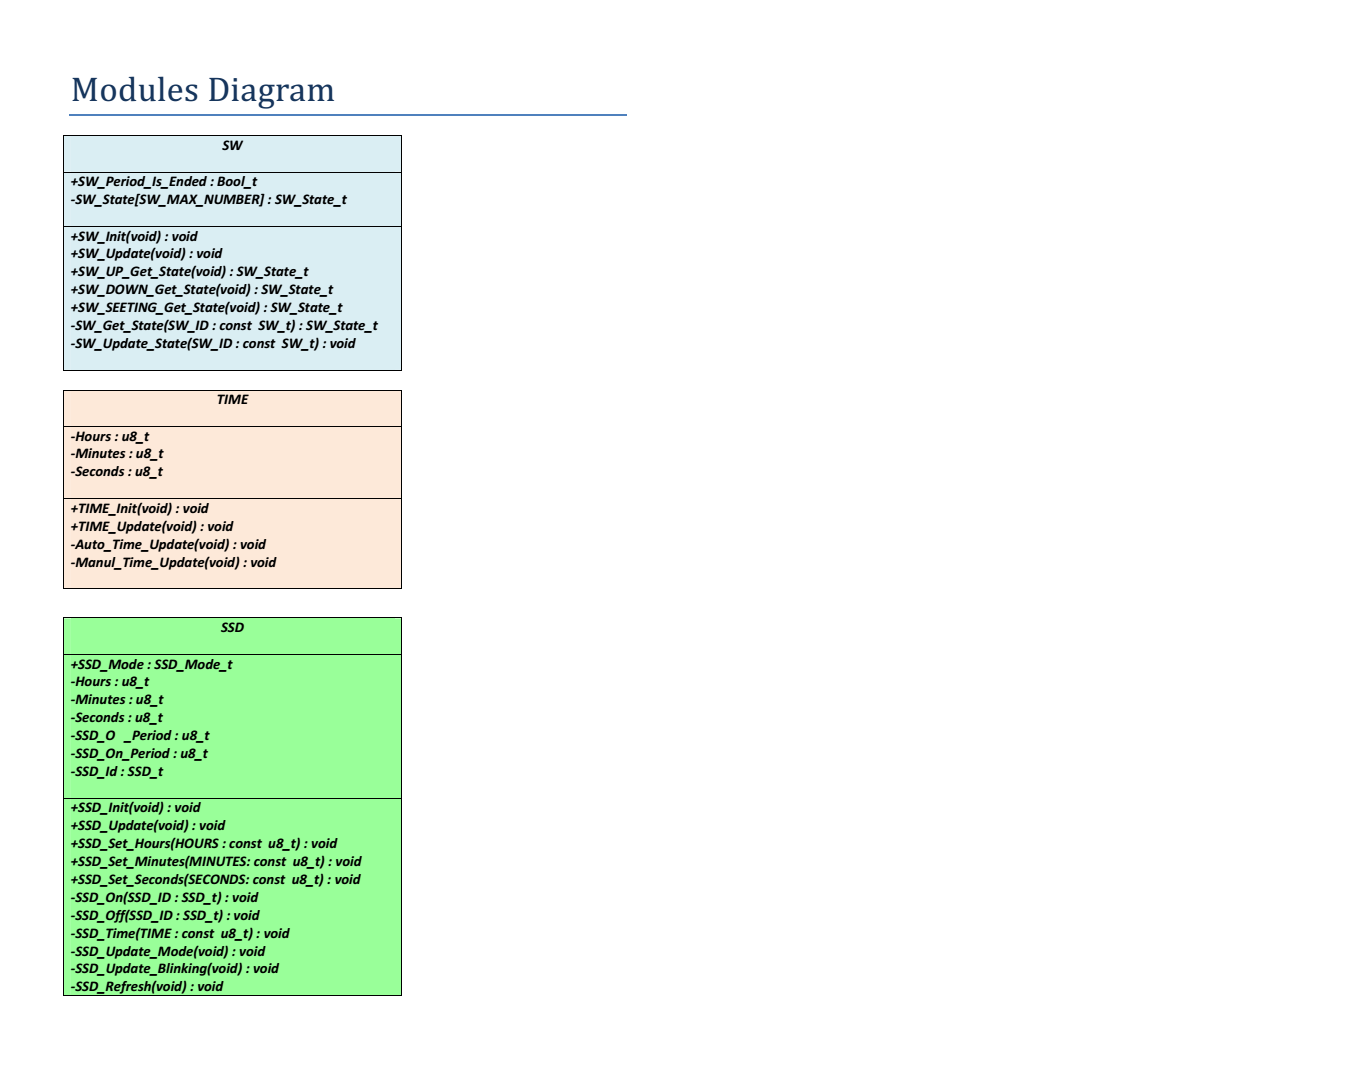 Modules Diagram
SW
+SW_Period_Is_Ended : Bool_t
-SW_State[SW_MAX_NUMBER] : SW_State_t
+SW_Init(void) : void
+SW_Update(void) : void
+SW_UP_Get_State(void) : SW_State_t
+SW_DOWN_Get_State(void) : SW_State_t
+SW_SEETING_Get_State(void) : SW_State_t
-SW_Get_State(SW_ID : const SW_t) : SW_State_t
-SW_Update_State(SW_ID : const SW_t) : void
TIME
-Hours : u8_t
-Minutes : u8_t
-Seconds : u8_t
+TIME_Init(void) : void
+TIME_Update(void) : void
-Auto_Time_Update(void) : void
-Manul_Time_Update(void) : void
SSD
+SSD_Mode : SSD_Mode_t
-Hours : u8_t
-Minutes : u8_t
-Seconds : u8_t
-SSD_O _Period : u8_t
-SSD_On_Period : u8_t
-SSD_Id : SSD_t
+SSD_Init(void) : void
+SSD_Update(void) : void
+SSD_Set_Hours(HOURS : const u8_t) : void
+SSD_Set_Minutes(MINUTES: const u8_t) : void
+SSD_Set_Seconds(SECONDS: const u8_t) : void
-SSD_On(SSD_ID : SSD_t) : void
-SSD_Off(SSD_ID : SSD_t) : void
-SSD_Time(TIME : const u8_t) : void
-SSD_Update_Mode(void) : void
-SSD_Update_Blinking(void) : void
-SSD_Refresh(void) : void